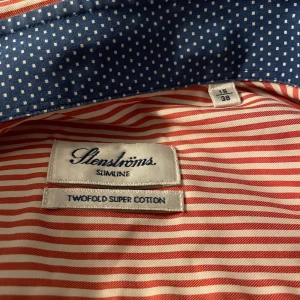 15
38
Stenströms.
SLIMLINE
TWOFOLD SUPER COTTON